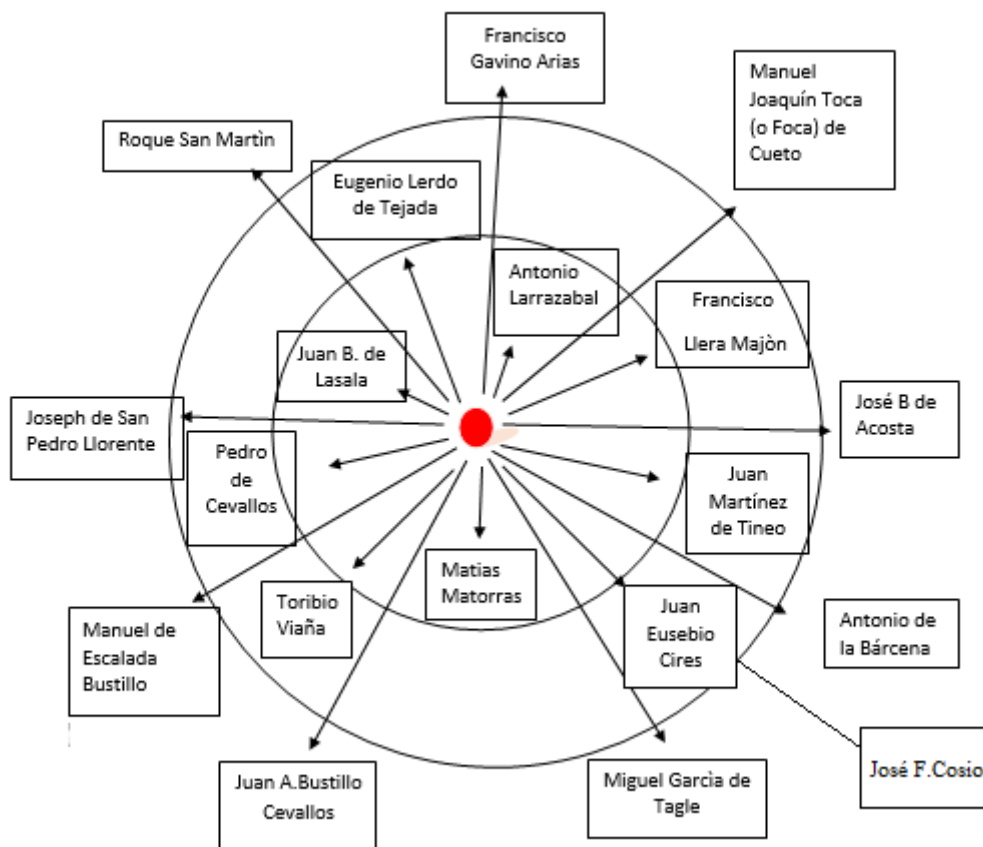 Francisco
Gavino Arias
Manuel
Joaquín Toca
(o Foca) de
Cueto
Roque San Martìn
Eugenio Lerdo
de Tejada
Antonio
Larrazabal
Francisco
Llera Majòn
Juan B. de
Lasala
José B de
Acosta
Joseph de San
Pedro Llorente
Pedro
de
Cevallos
Juan
Martínez
de Tineo
Matias
Matorras
Toribio
Viaña
Juan
Eusebio
Cires
Antonio de
la Bárcena
Manuel de
Escalada
Bustillo
José F.Cosio
Juan A.Bustillo
Cevallos
Miguel Garcìa de
Tagle